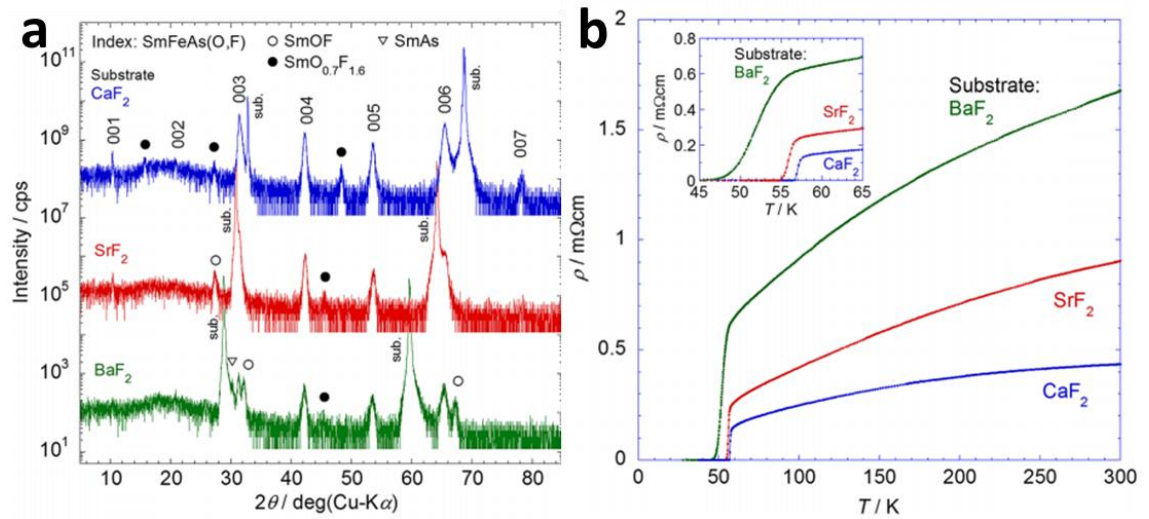 a
Index: SmFeAs(O,F) ○ SmOF ▽ SmAs
● SmO0.7F1.6
Substrate
CaF2
001
002
003
sub.
004
005
006
sub.
007
SrF2
sub.
sub.
BaF2
sub.
sub.
Intensity / cps
10^11
10^9
10^7
10^5
10^3
10^1
10 20 30 40 50 60 70 80
2θ / deg(Cu-Kα)
b
ρ / mΩcm
2
1.5
1
0.5
0
0 50 100 150 200 250 300
T / K
Substrate:
BaF2
SrF2
CaF2
ρ / mΩcm
0.8
0.6
0.4
0.2
0
45 50 55 60 65
T / K
Substrate:
BaF2
SrF2
CaF2